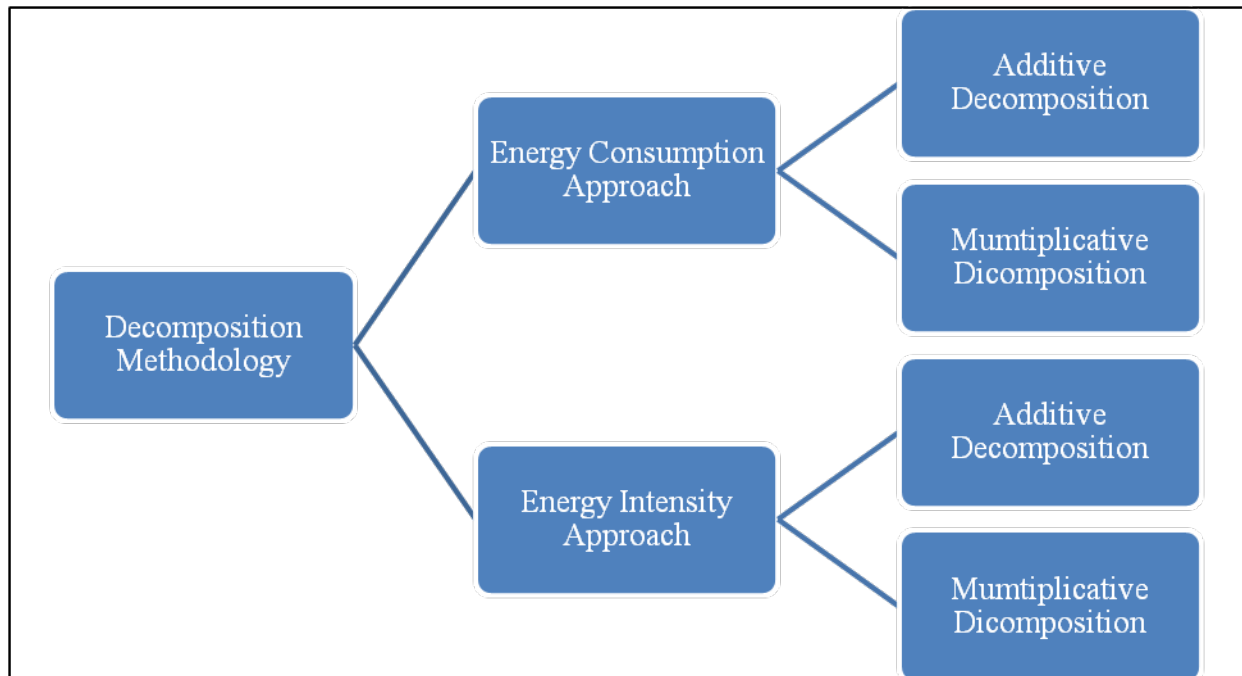 Decomposition
Methodology
Energy Consumption
Approach
Additive
Decomposition
Mumtiplicative
Dicomposition
Energy Intensity
Approach
Additive
Decomposition
Mumtiplicative
Dicomposition